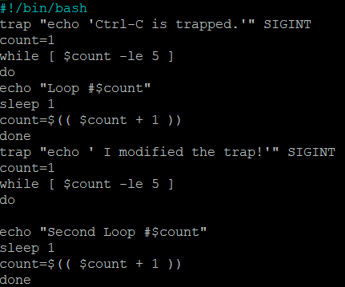 #!/bin/bash
trap "echo 'Ctrl-C is trapped.'" SIGINT
count=1
while [ $count -le 5 ]
do
echo "Loop #$count"
sleep 1
count=$(( $count + 1 ))
done
trap "echo ' I modified the trap!'" SIGINT
count=1
while [ $count -le 5 ]
do
echo "Second Loop #$count"
sleep 1
count=$(( $count + 1 ))
done